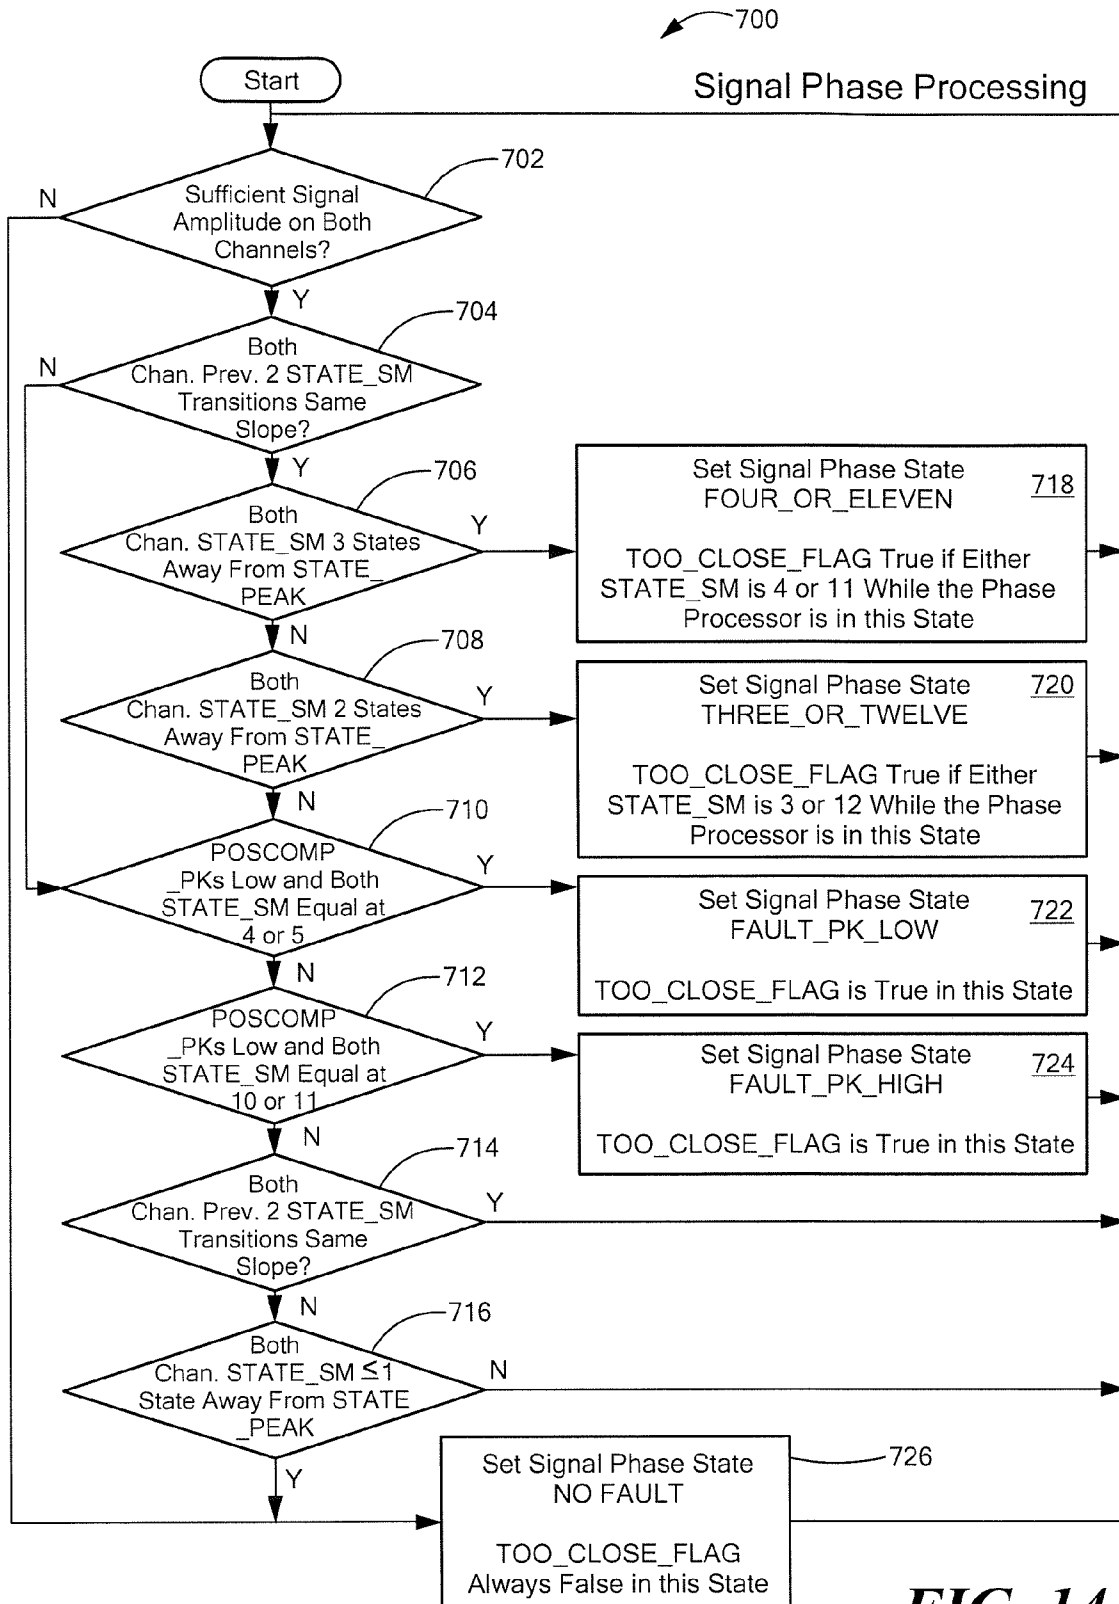 700
Start
Signal Phase Processing
702
N
Sufficient Signal
Amplitude on Both
Channels?
Y
704
N
Both
Chan. Prev. 2 STATE_SM
Transitions Same
Slope?
Y
706
Both
Chan. STATE_SM 3 States
Away From STATE_
PEAK
Y
Set Signal Phase State
718
FOUR_OR_ELEVEN
TOO_CLOSE_FLAG True if Either
STATE_SM is 4 or 11 While the Phase
Processor is in this State
N
708
Both
Chan. STATE_SM 2 States
Away From STATE_
PEAK
Y
Set Signal Phase State
720
THREE_OR_TWELVE
TOO_CLOSE_FLAG True if Either
STATE_SM is 3 or 12 While the Phase
Processor is in this State
N
710
POSCOMP
_PKs Low and Both
STATE_SM Equal at
4 or 5
Y
Set Signal Phase State
722
FAULT_PK_LOW
TOO_CLOSE_FLAG is True in this State
N
712
POSCOMP
_PKs Low and Both
STATE_SM Equal at
10 or 11
Y
Set Signal Phase State
724
FAULT_PK_HIGH
TOO_CLOSE_FLAG is True in this State
N
714
Both
Chan. Prev. 2 STATE_SM
Transitions Same
Slope?
Y
N
716
Both
Chan. STATE_SM ≤1
State Away From STATE
_PEAK
N
Y
726
Set Signal Phase State
NO FAULT
TOO_CLOSE_FLAG
Always False in this State
FIG. 14